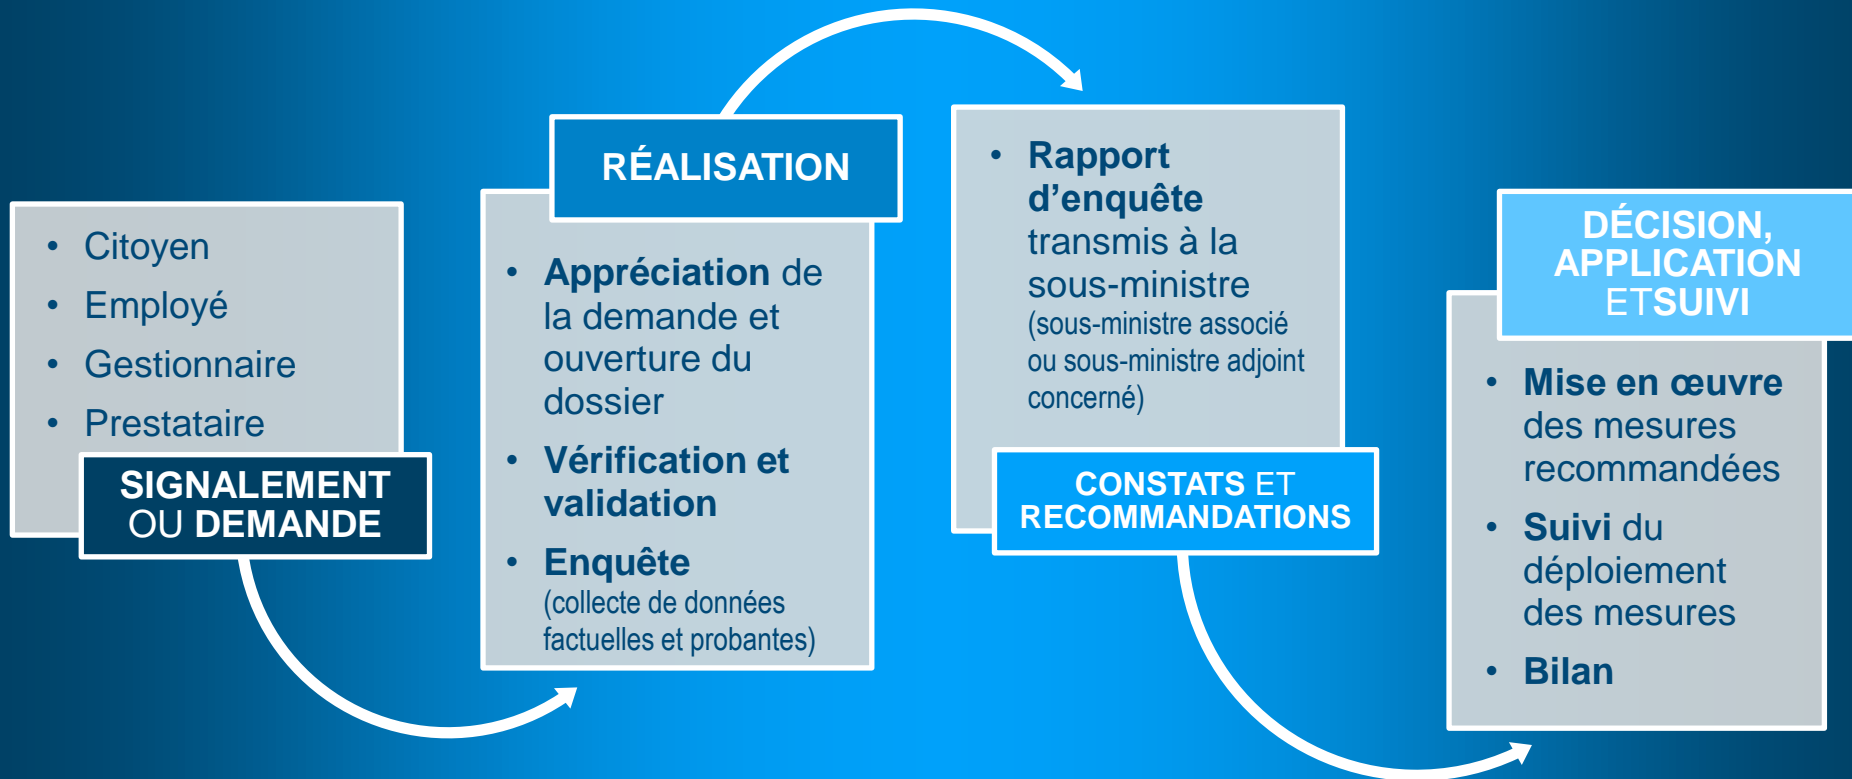 • Citoyen
• Employé
• Gestionnaire
• Prestataire
SIGNALEMENT
OU DEMANDE
RÉALISATION
• Appréciation de
la demande et
ouverture du
dossier
• Vérification et
validation
• Enquête
(collecte de données
factuelles et probantes)
• Rapport
d’enquête
transmis à la
sous-ministre
(sous-ministre associé
ou sous-ministre adjoint
concerné)
CONSTATS ET
RECOMMANDATIONS
DÉCISION,
APPLICATION
ETSUIVI
• Mise en œuvre
des mesures
recommandées
• Suivi du
déploiement
des mesures
• Bilan